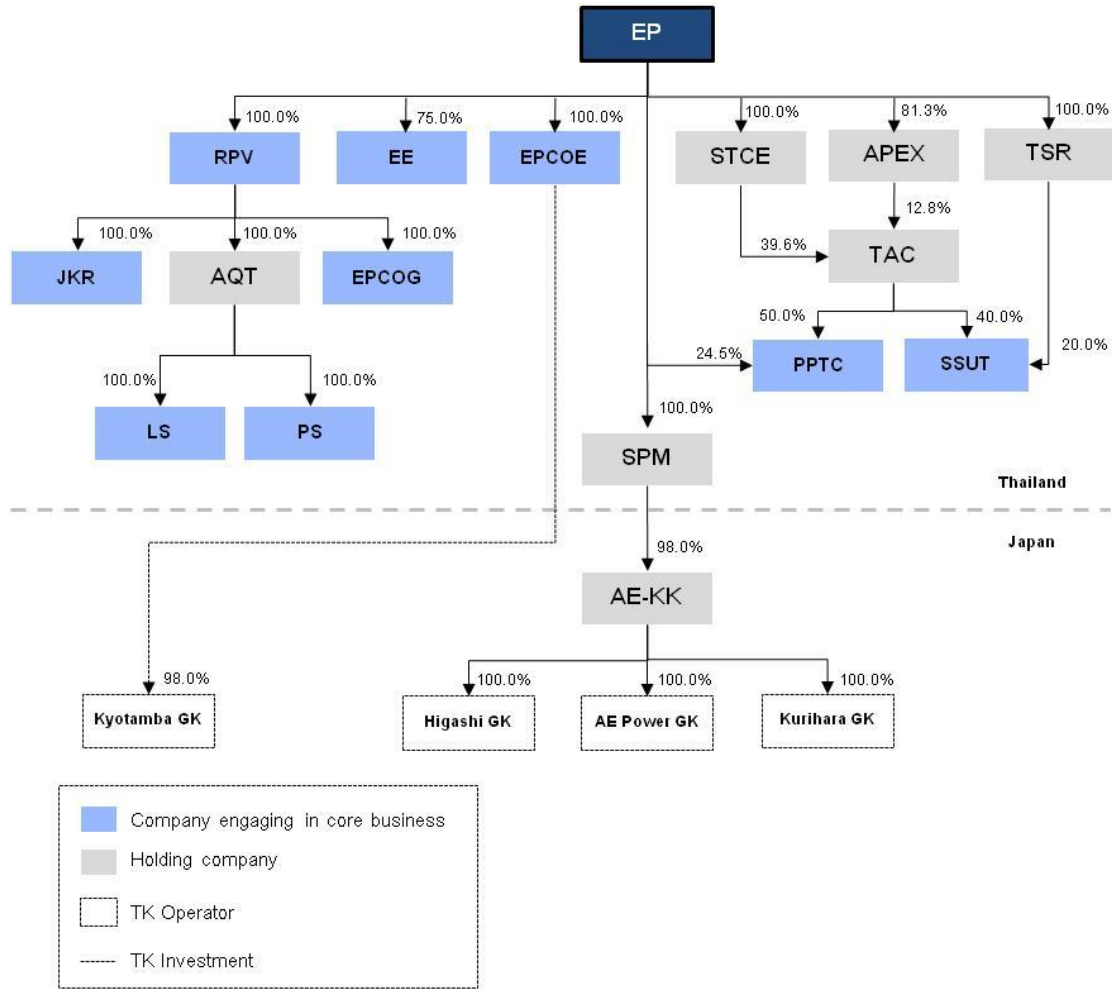 EP
100.0%
75.0%
100.0%
100.0%
81.3%
100.0%
RPV
EE
EPCOE
STCE
APEX
TSR
12.8%
100.0%
100.0%
100.0%
39.6%
JKR
AQT
EPCOG
TAC
50.0%
40.0%
24.5%
20.0%
PPTC
SSUT
100.0%
100.0%
100.0%
LS
PS
SPM
Thailand
Japan
98.0%
AE-KK
98.0%
100.0%
100.0%
100.0%
Kyotamba GK
Higashi GK
AE Power GK
Kurihara GK
Company engaging in core business
Holding company
TK Operator
TK Investment